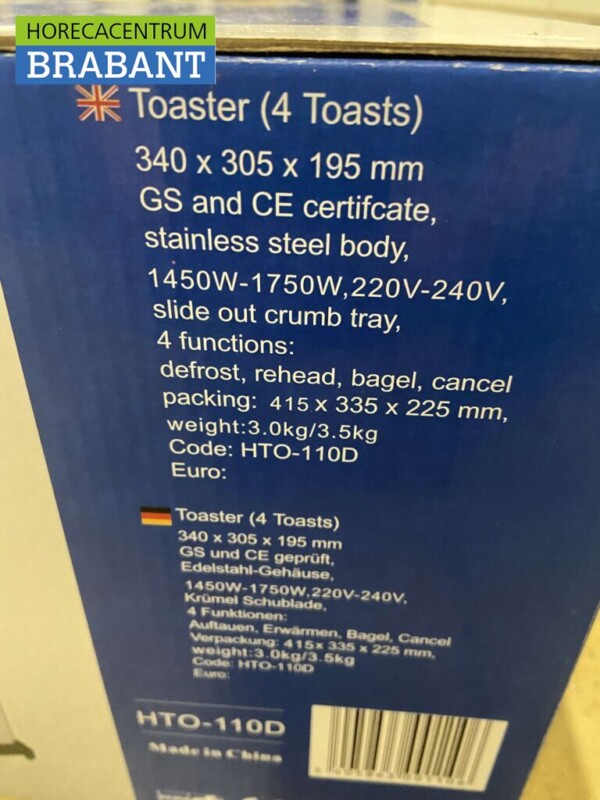 HORECACENTRUM
BRABANT
Toaster (4 Toasts)
340 x 305 x 195 mm
GS and CE certifcate,
stainless steel body,
1450W-1750W,220V-240V,
slide out crumb tray,
4 functions:
defrost, rehead, bagel, cancel
packing: 415 x 335 x 225 mm,
weight:3.0kg/3.5kg
Code: HTO-110D
Euro:
Toaster (4 Toasts)
340 x 305 x 195 mm
GS und CE geprüft,
Edelstahl-Gehäuse,
1450W-1750W,220V-240V,
Krümel Schublade,
4 Funktionen:
Auftauen, Erwärmen, Bagel, Cancel
Verpackung: 415x 335 x 225 mm,
weight:3.0kg/3.5kg
Code: HTO-110D
Euro:
HTO-110D
Made in China